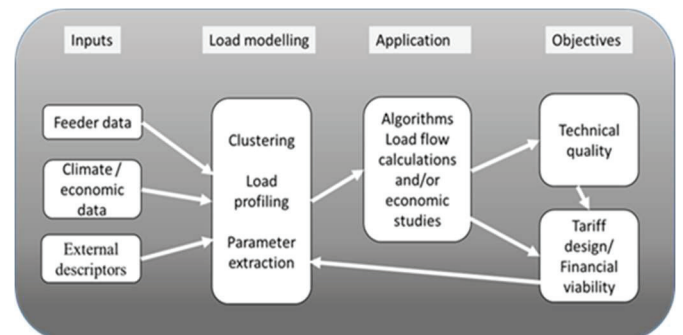 Inputs
Load modelling
Application
Objectives
Feeder data
Climate /
economic
data
External
descriptors
Clustering
Load
profiling
Parameter
extraction
Algorithms
Load flow
calculations
and/or
economic
studies
Technical
quality
Tariff
design/
Financial
viability